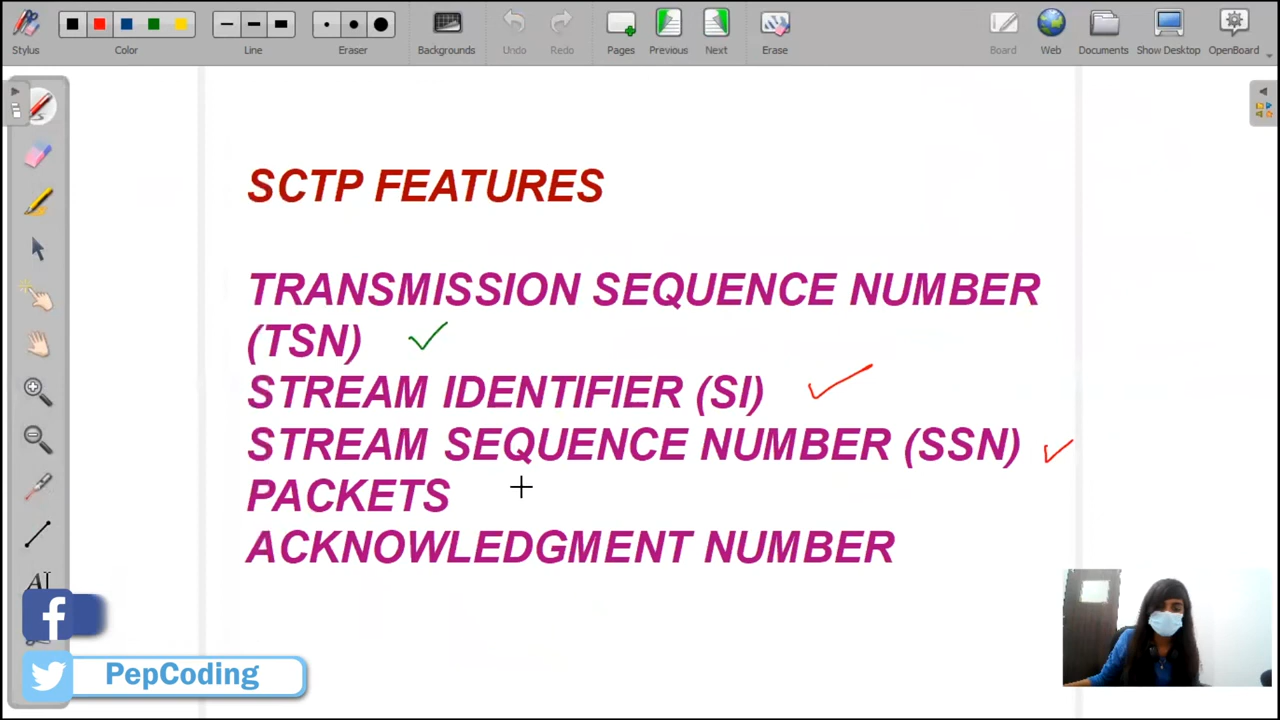 Stylus
Color
Line
Eraser
Backgrounds
Undo
Redo
Pages
Previous
Next
Erase
Board
Web
Documents
Show Desktop
OpenBoard
SCTP FEATURES
TRANSMISSION SEQUENCE NUMBER
(TSN)
STREAM IDENTIFIER (SI)
STREAM SEQUENCE NUMBER (SSN)
PACKETS
ACKNOWLEDGMENT NUMBER
AI
f
PepCoding